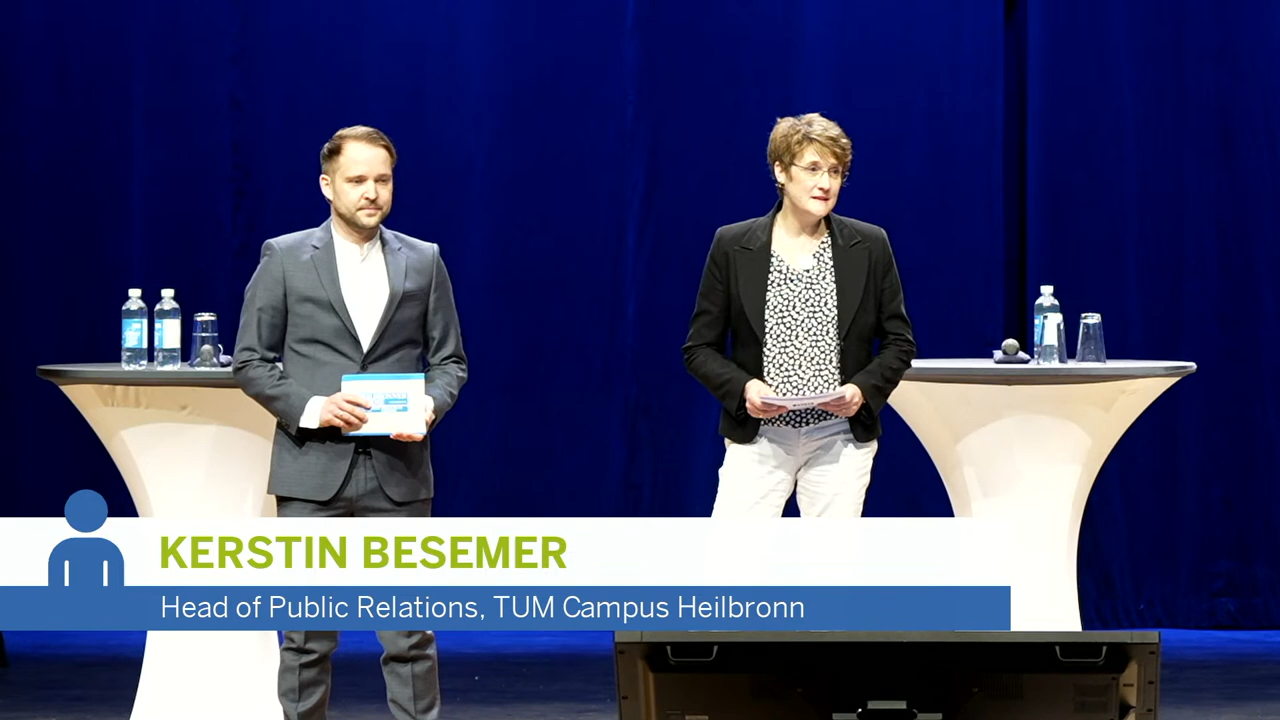 KERSTIN BESEMER
Head of Public Relations, TUM Campus Heilbronn